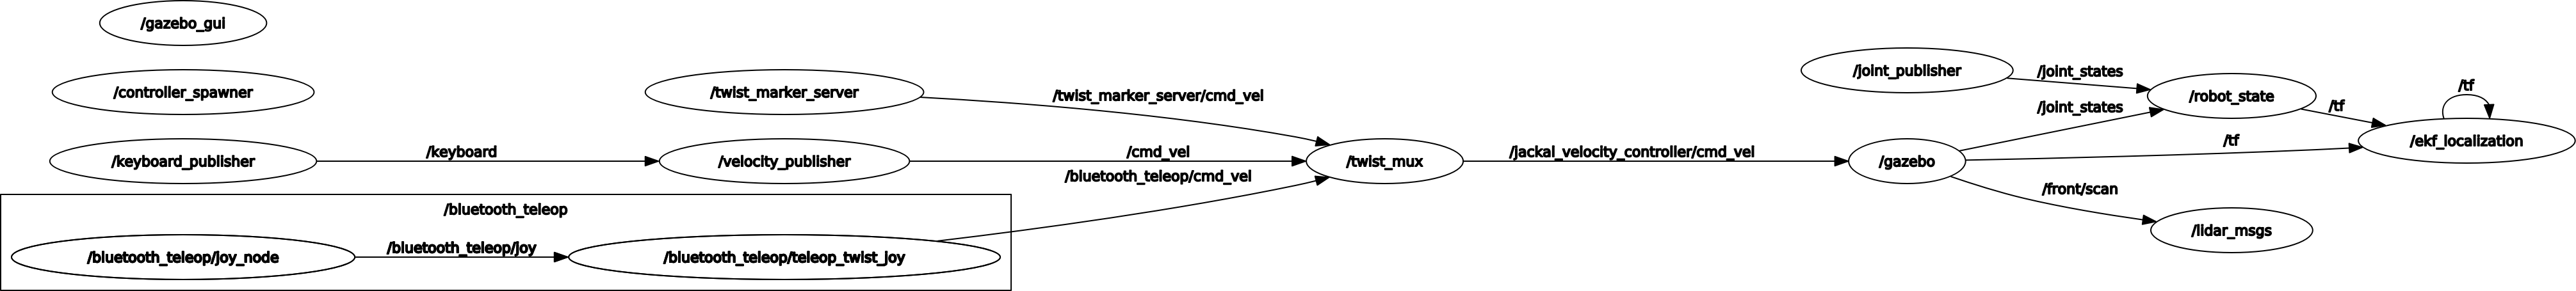 /gazebo_gui
/controller_spawner
/keyboard_publisher
/keyboard
/twist_marker_server
/velocity_publisher
/twist_marker_server/cmd_vel
/cmd_vel
/bluetooth_teleop/cmd_vel
/bluetooth_teleop
/bluetooth_teleop/joy_node
/bluetooth_teleop/joy
/bluetooth_teleop/teleop_twist_joy
/twist_mux
/jackal_velocity_controller/cmd_vel
/gazebo
/joint_publisher
/joint_states
/joint_states
/robot_state
/tf
/tf
/tf
/ekf_localization
/front/scan
/lidar_msgs